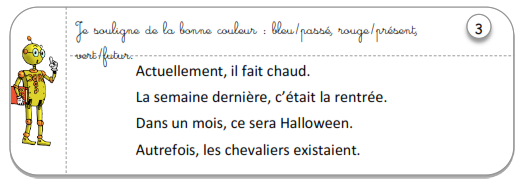 Je souligne de la bonne couleur : bleu/passé, rouge/présent,
3
vert/futur.
Actuellement, il fait chaud.
La semaine dernière, c’était la rentrée.
Dans un mois, ce sera Halloween.
Autrefois, les chevaliers existaient.